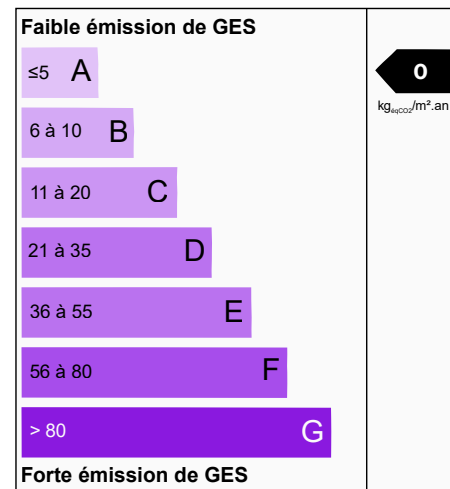 Faible émission de GES
≤5 A
0
kgéqCO2/m².an
6 à 10 B
11 à 20 C
21 à 35 D
36 à 55 E
56 à 80 F
> 80 G
Forte émission de GES